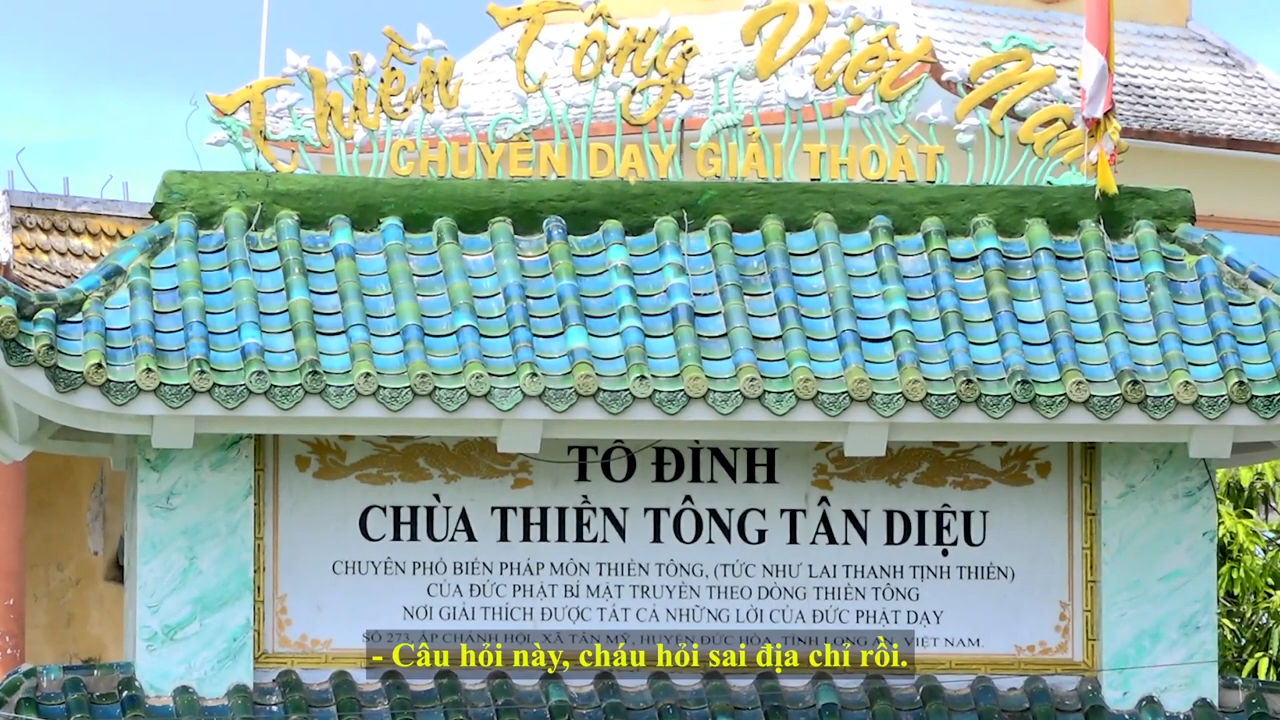 Thiền Tông Việt Nam
CHUYÊN DẠY GIẢI THOÁT
TỔ ĐÌNH
CHÙA THIỀN TÔNG TÂN DIỆU
CHUYÊN PHỔ BIẾN PHÁP MÔN THIỀN TÔNG, (TỨC NHƯ LAI THANH TỊNH THIỀN)
CỦA ĐỨC PHẬT BÍ MẬT TRUYỀN THEO DÒNG THIỀN TÔNG
NƠI GIẢI THÍCH ĐƯỢC TẤT CẢ NHỮNG LỜI CỦA ĐỨC PHẬT DẠY
SỐ 273, ẤP CHÁNH HỘI, XÃ TÂN MỸ, HUYỆN ĐỨC HÒA, TỈNH LONG AN, VIỆT NAM.
- Câu hỏi này, cháu hỏi sai địa chỉ rồi.